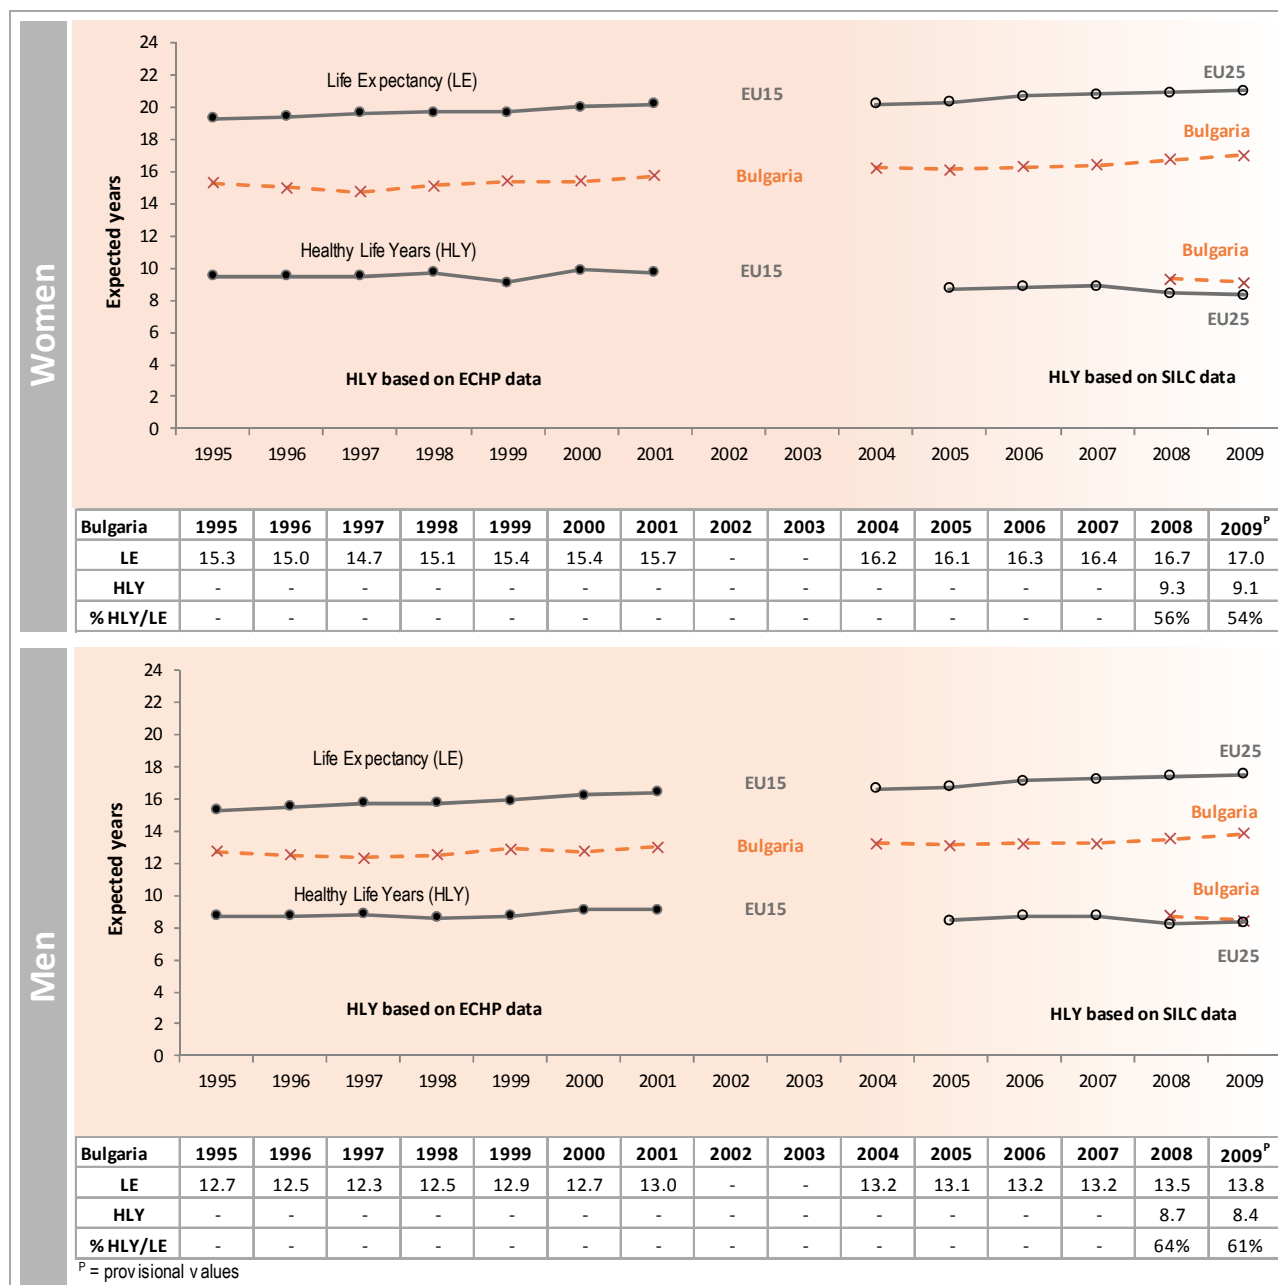 Women
24
22
20
18
16
14
12
10
8
6
4
2
0
Expected years
Life Expectancy (LE)
EU15
EU25
Bulgaria
Bulgaria
Healthy Life Years (HLY)
EU15
Bulgaria
EU25
HLY based on ECHP data
HLY based on SILC data
1995 1996 1997 1998 1999 2000 2001 2002 2003 2004 2005 2006 2007 2008 2009
Bulgaria 1995 1996 1997 1998 1999 2000 2001 2002 2003 2004 2005 2006 2007 2008 2009P
LE 15.3 15.0 14.7 15.1 15.4 15.4 15.7 - - 16.2 16.1 16.3 16.4 16.7 17.0
HLY - - - - - - - - - - - - - 9.3 9.1
% HLY/LE - - - - - - - - - - - - - 56% 54%
Men
24
22
20
18
16
14
12
10
8
6
4
2
0
Expected years
Life Expectancy (LE)
EU15
EU25
Bulgaria
Bulgaria
Healthy Life Years (HLY)
EU15
Bulgaria
EU25
HLY based on ECHP data
HLY based on SILC data
1995 1996 1997 1998 1999 2000 2001 2002 2003 2004 2005 2006 2007 2008 2009
Bulgaria 1995 1996 1997 1998 1999 2000 2001 2002 2003 2004 2005 2006 2007 2008 2009P
LE 12.7 12.5 12.3 12.5 12.9 12.7 13.0 - - 13.2 13.1 13.2 13.2 13.5 13.8
HLY - - - - - - - - - - - - - 8.7 8.4
% HLY/LE - - - - - - - - - - - - - 64% 61%
P = provisional values